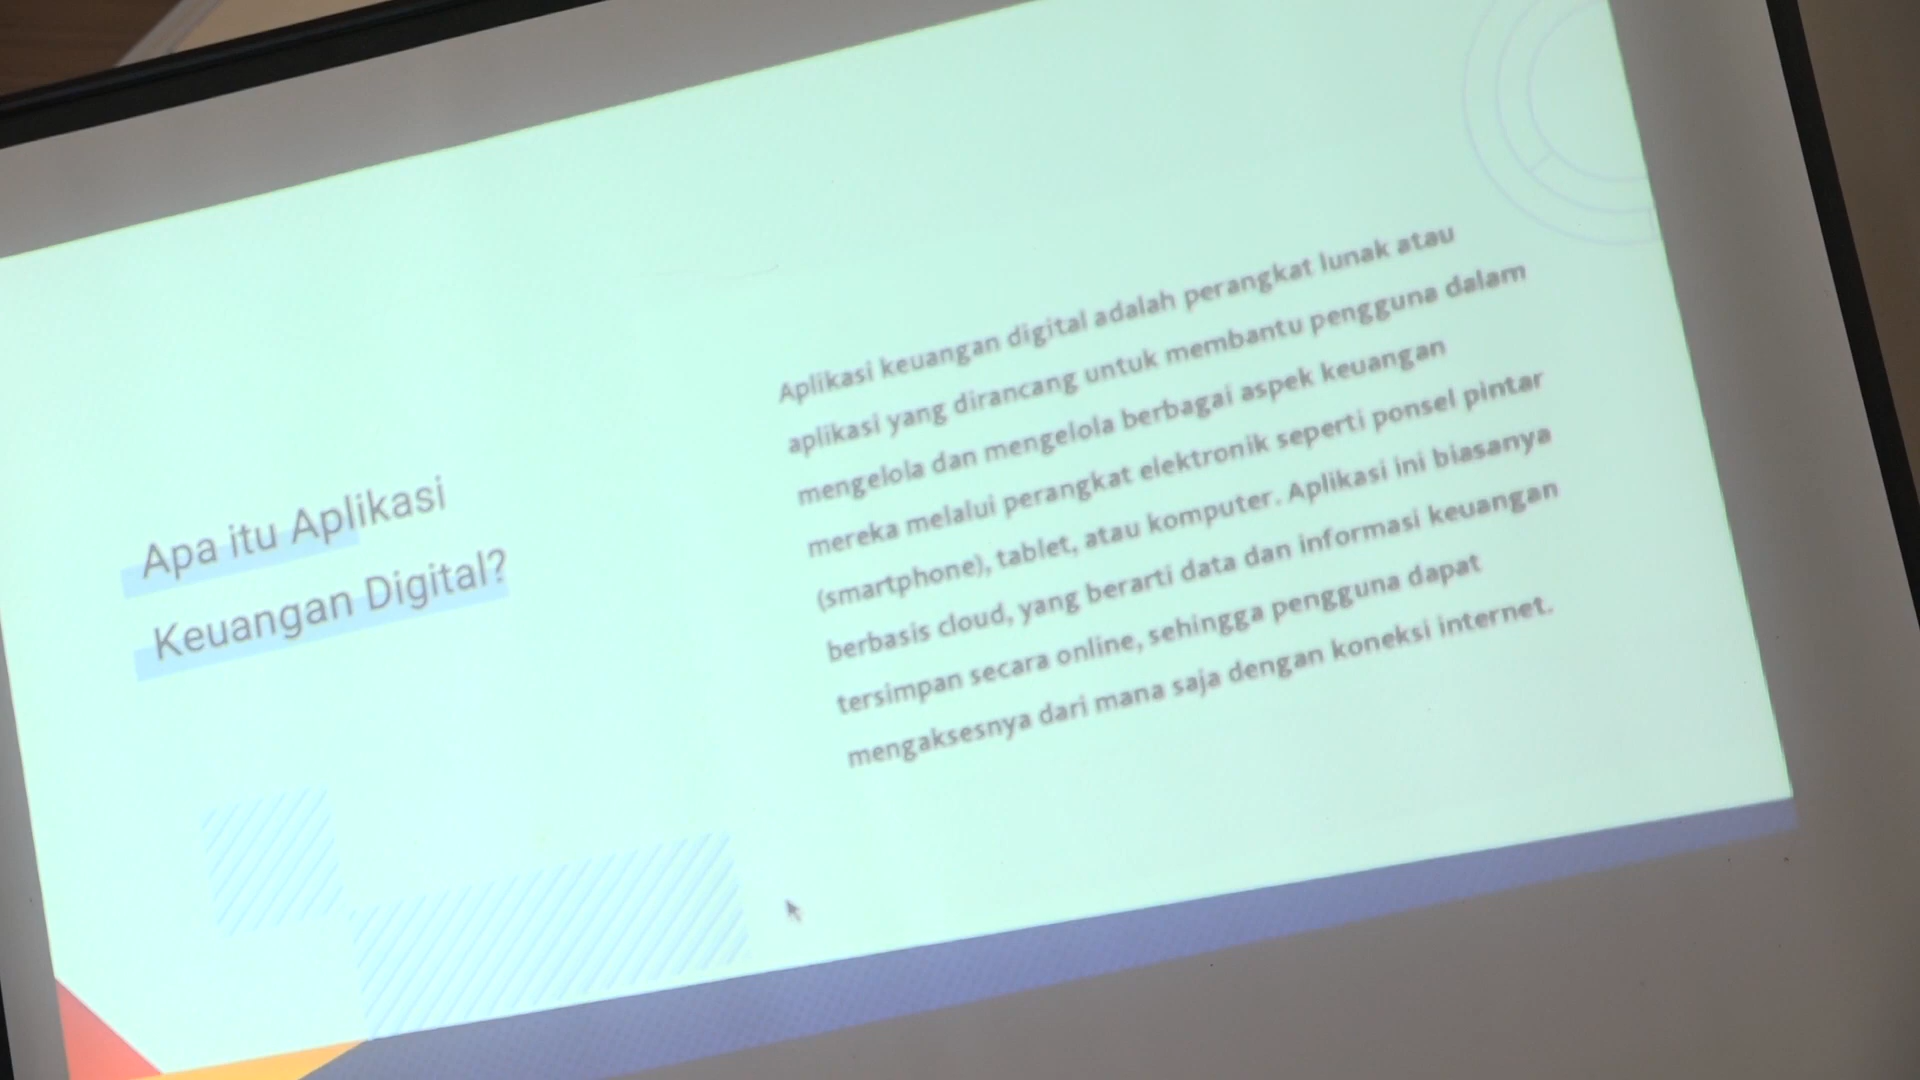 Apa itu Aplikasi
Keuangan Digital?
Aplikasi keuangan digital adalah perangkat lunak atau
aplikasi yang dirancang untuk membantu pengguna dalam
mengelola dan mengelola berbagai aspek keuangan
mereka melalui perangkat elektronik seperti ponsel pintar
(smartphone), tablet, atau komputer. Aplikasi ini biasanya
berbasis cloud, yang berarti data dan informasi keuangan
tersimpan secara online, sehingga pengguna dapat
mengaksesnya dari mana saja dengan koneksi internet.